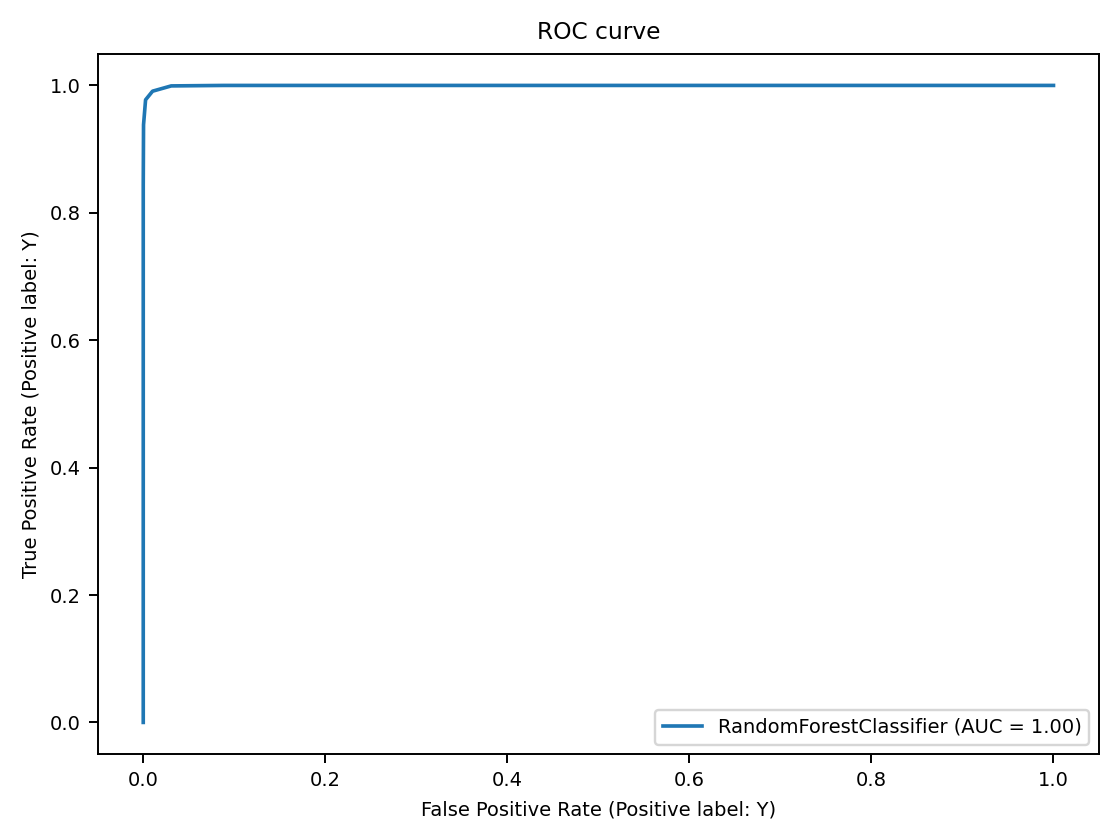 ROC curve
True Positive Rate (Positive label: Y)
1.0
0.8
0.6
0.4
0.2
0.0
RandomForestClassifier (AUC = 1.00)
0.0 0.2 0.4 0.6 0.8 1.0
False Positive Rate (Positive label: Y)